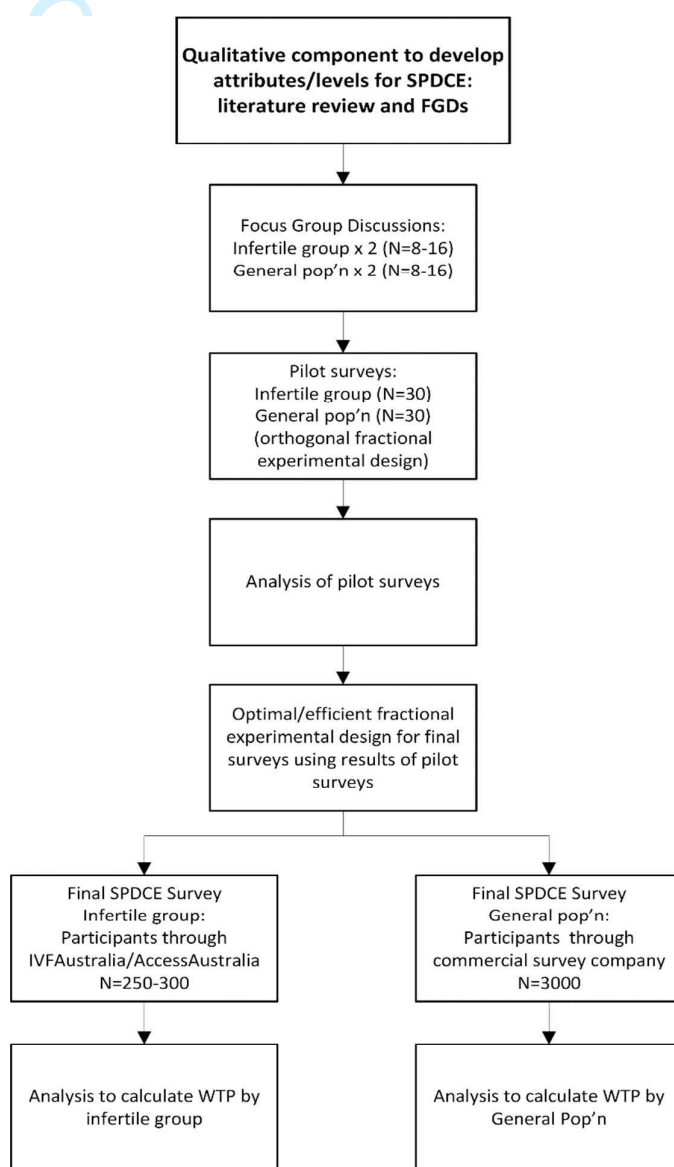 Qualitative component to develop
attributes/levels for SPDCE:
literature review and FGDs
Focus Group Discussions:
Infertile group x 2 (N=8-16)
General pop'n x 2 (N=8-16)
Pilot surveys:
Infertile group (N=30)
General pop'n (N=30)
(orthogonal fractional
experimental design)
Analysis of pilot surveys
Optimal/efficient fractional
experimental design for final
surveys using results of pilot
surveys
Final SPDCE Survey
Infertile group:
Participants through
IVFAustralia/AccessAustralia
N=250-300
Final SPDCE Survey
General pop'n:
Participants through
commercial survey company
N=3000
Analysis to calculate WTP by
infertile group
Analysis to calculate WTP by
General Pop'n